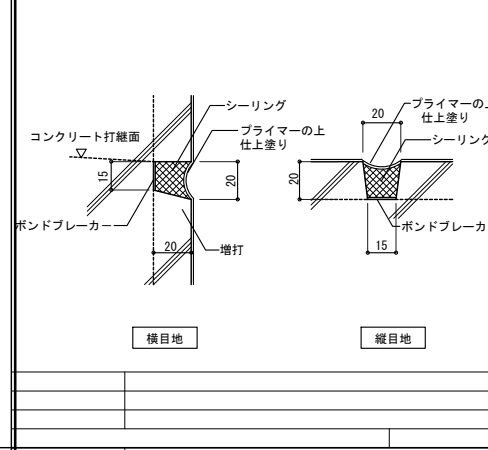 コンクリート打継面
シーリング
プライマーの上
仕上塗り
15
20
ボンドブレーカー
20
増打
横目地
20
プライマーの上
仕上塗り
シーリング
20
ボンドブレーカ
15
縦目地